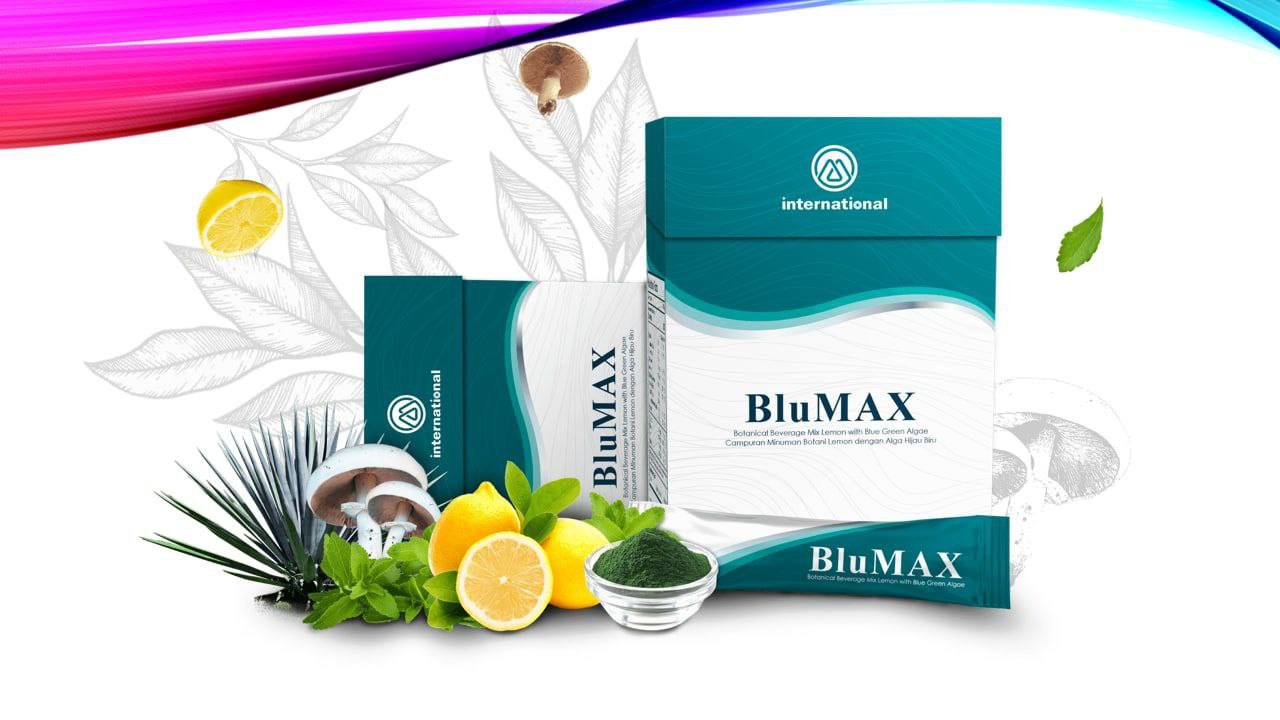 international
BluMAX
Botanical Beverage Mix Lemon with Blue Green Algae
Campuran Minuman Botani Lemon dengan Alga Hijau Biru
international
BluMAX
Botanical Beverage Mix Lemon with Blue Green Algae
Campuran Minuman Botani Lemon dengan Alga Hijau Biru
BluMAX
Botanical Beverage Mix Lemon with Blue Green Algae